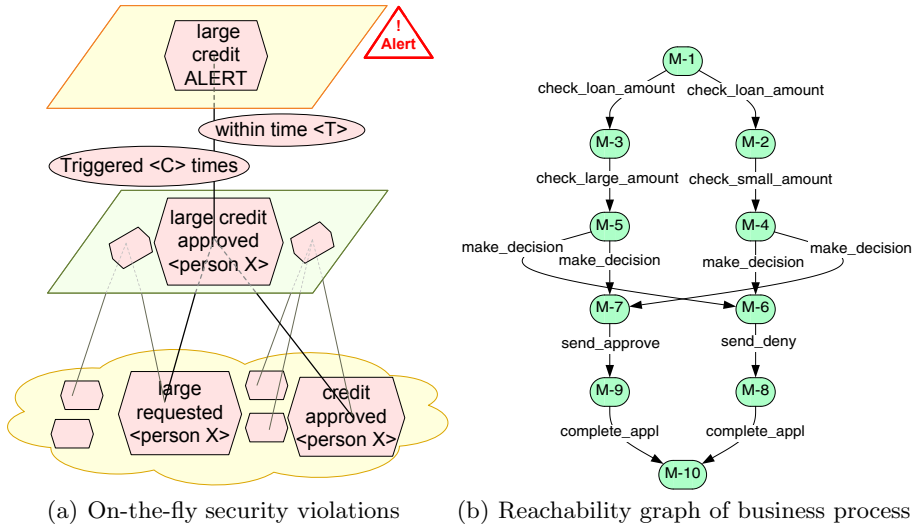 large
credit
ALERT
!
Alert
within time <T>
Triggered <C> times
large credit
approved
<person X>
large
requested
<person X>
credit
approved
<person X>
(a) On-the-fly security violations
M-1
check_loan_amount
check_loan_amount
M-3
M-2
check_large_amount
check_small_amount
M-5
M-4
make_decision
make_decision
make_decision
make_decision
M-7
M-6
send_approve
send_deny
M-9
M-8
complete_appl
complete_appl
M-10
(b) Reachability graph of business process